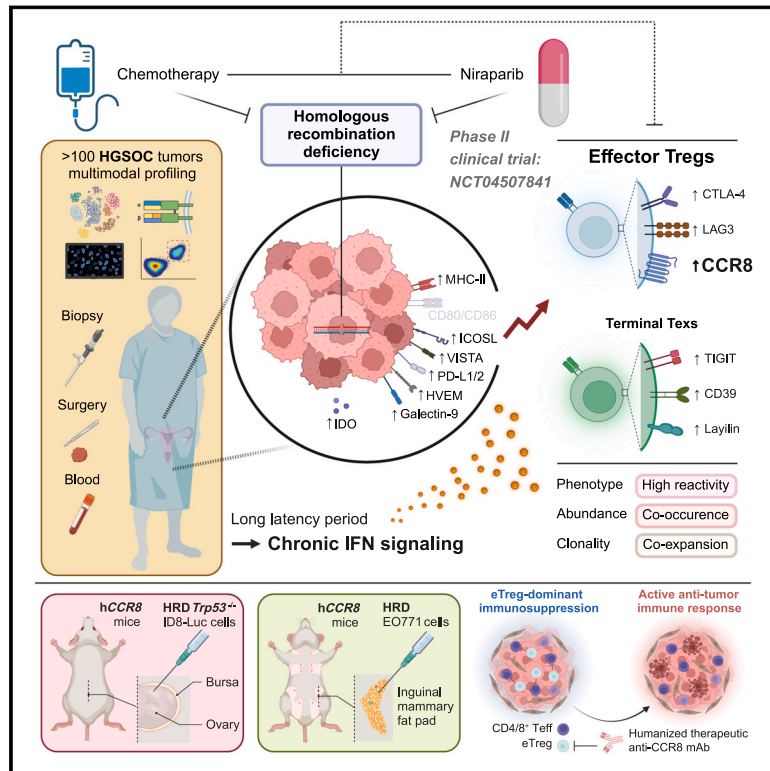 Chemotherapy
Niraparib
Homologous
recombination
deficiency
Phase II
clinical trial:
NCT04507841
>100 HGSOC tumors
multimodal profiling
α
β
Biopsy
Surgery
Blood
↑MHC-II
CD80/CD86
↑ICOSL
↑VISTA
↑PD-L1/2
↑HVEM
↑Galectin-9
↑IDO
Effector Tregs
↑ CTLA-4
↑ LAG3
↑CCR8
Terminal Texs
↑ TIGIT
↑ CD39
↑ Layilin
Phenotype High reactivity
Abundance Co-occurence
Clonality Co-expansion
Long latency period
Chronic IFN signaling
hCCR8
mice
HRD Trp53-/-
ID8-Luc cells
Bursa
Ovary
hCCR8
mice
HRD
EO771 cells
Inguinal
mammary
fat pad
eTreg-dominant
immunosuppression
Active anti-tumor
immune response
CD4/8+ Teff
eTreg
Humanized therapeutic
anti-CCR8 mAb